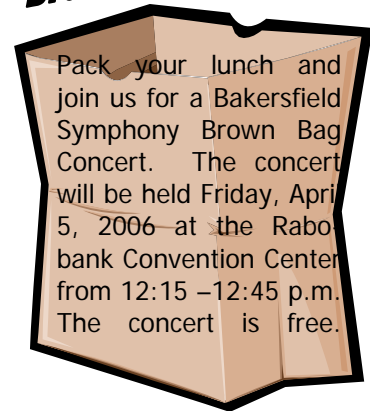 Pack your lunch and
join us for a Bakersfield
Symphony Brown Bag
Concert. The concert
will be held Friday, April
5, 2006 at the Rabo-
bank Convention Center
from 12:15 –12:45 p.m.
The concert is free.